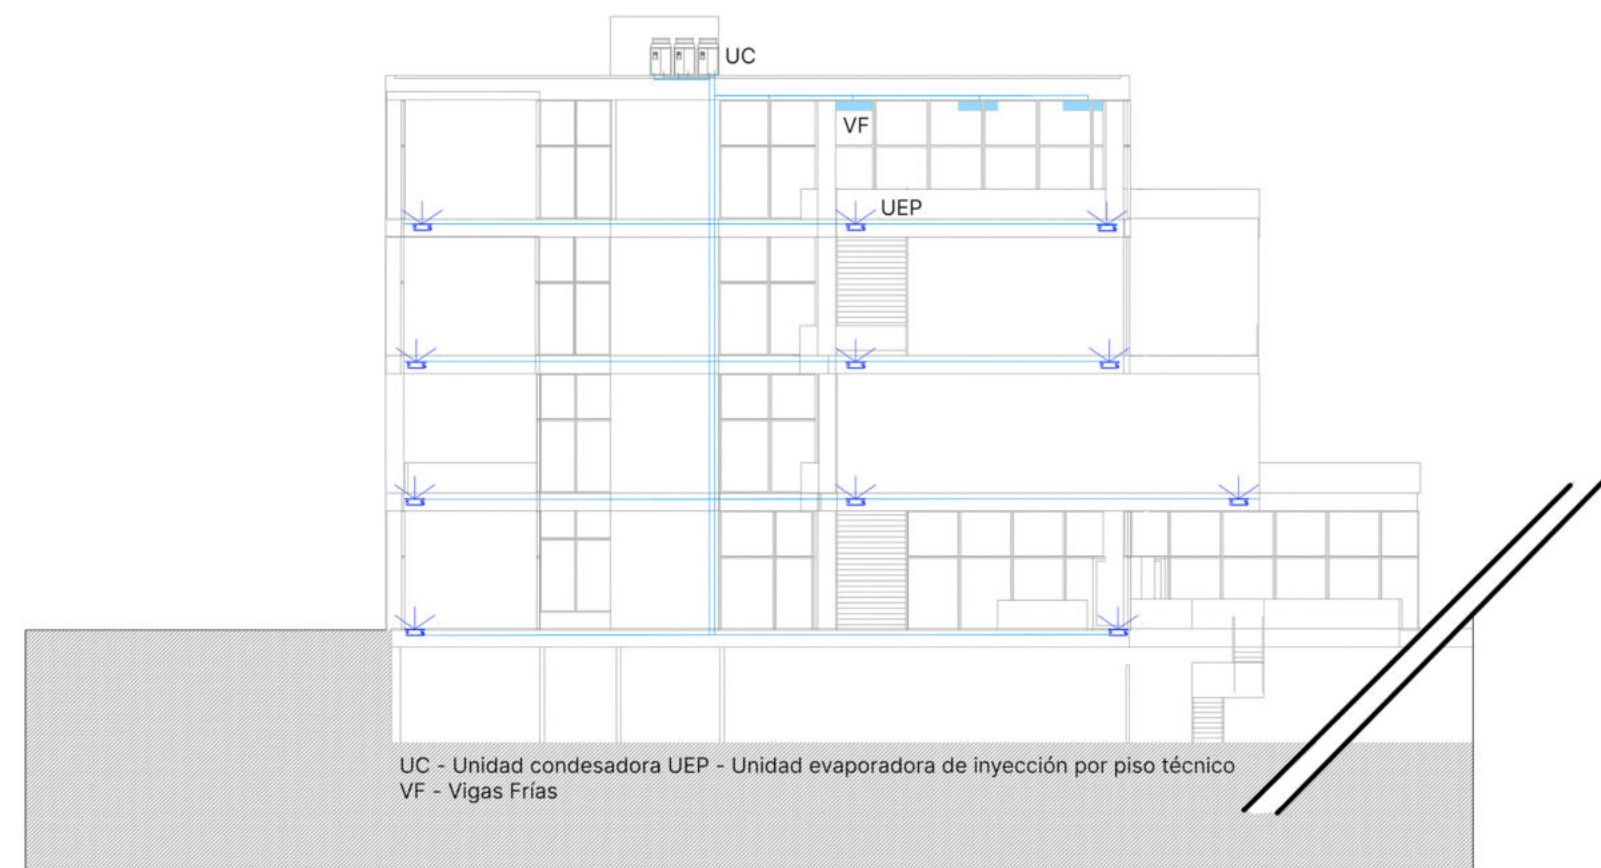 UC
VF
UEP
UC - Unidad condesadora UEP - Unidad evaporadora de inyección por piso técnico
VF - Vigas Frías